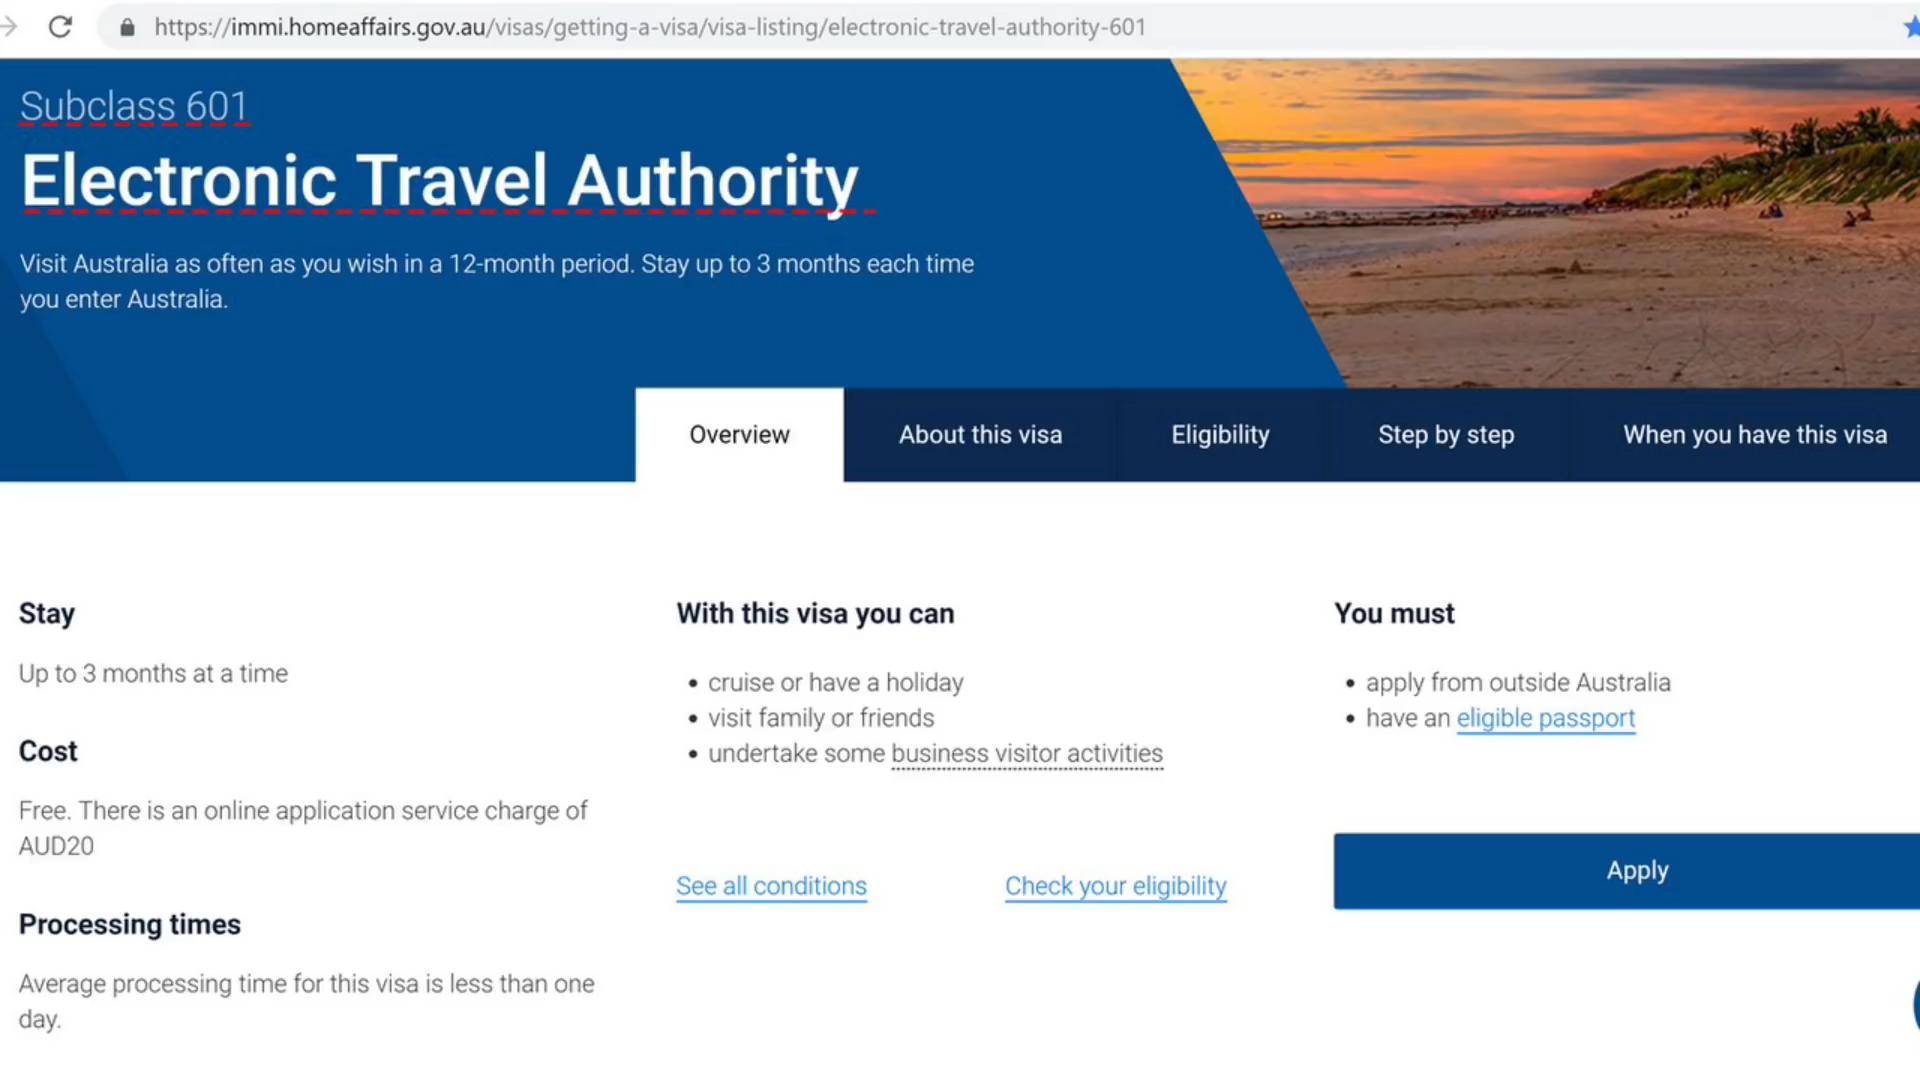 https://immi.homeaffairs.gov.au/visas/getting-a-visa/visa-listing/electronic-travel-authority-601
Subclass 601
Electronic Travel Authority
Visit Australia as often as you wish in a 12-month period. Stay up to 3 months each time
you enter Australia.
Overview
About this visa
Eligibility
Step by step
When you have this visa
Stay
Up to 3 months at a time
Cost
Free. There is an online application service charge of
AUD20
Processing times
Average processing time for this visa is less than one
day.
With this visa you can
• cruise or have a holiday
• visit family or friends
• undertake some business visitor activities
See all conditions
Check your eligibility
You must
• apply from outside Australia
• have an eligible passport
Apply